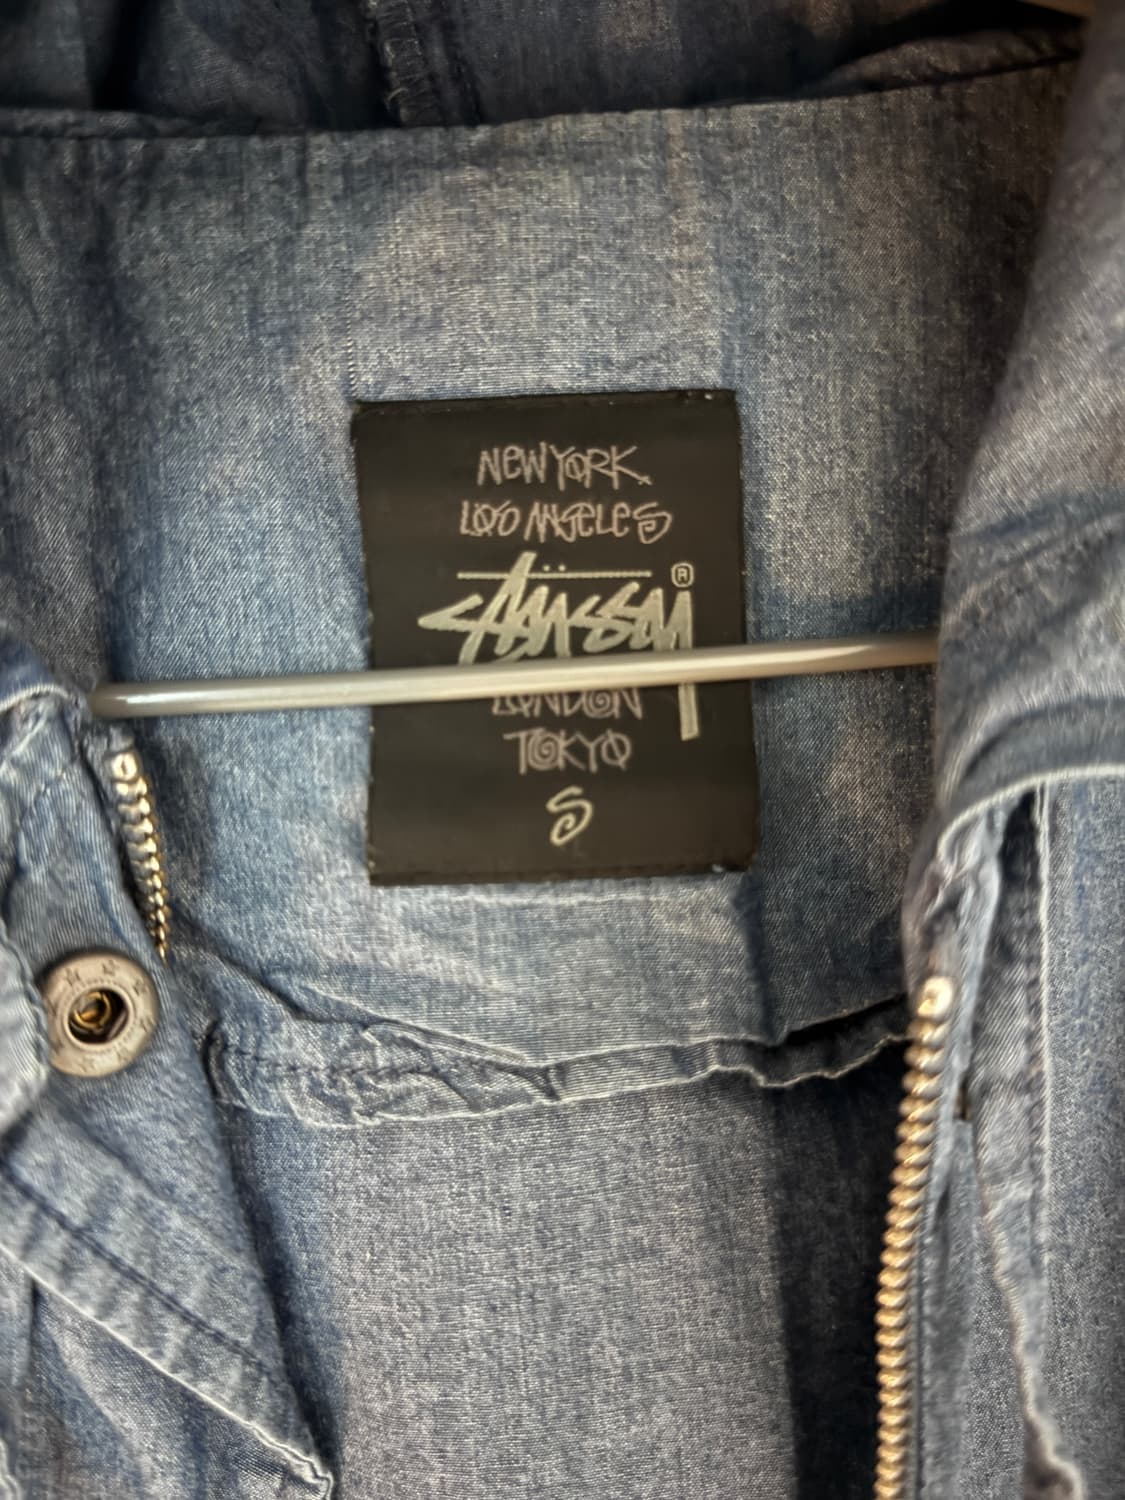 NEW YORK
LOS ANGELES
STÜSSY ®
LONDON
TOKYO
S